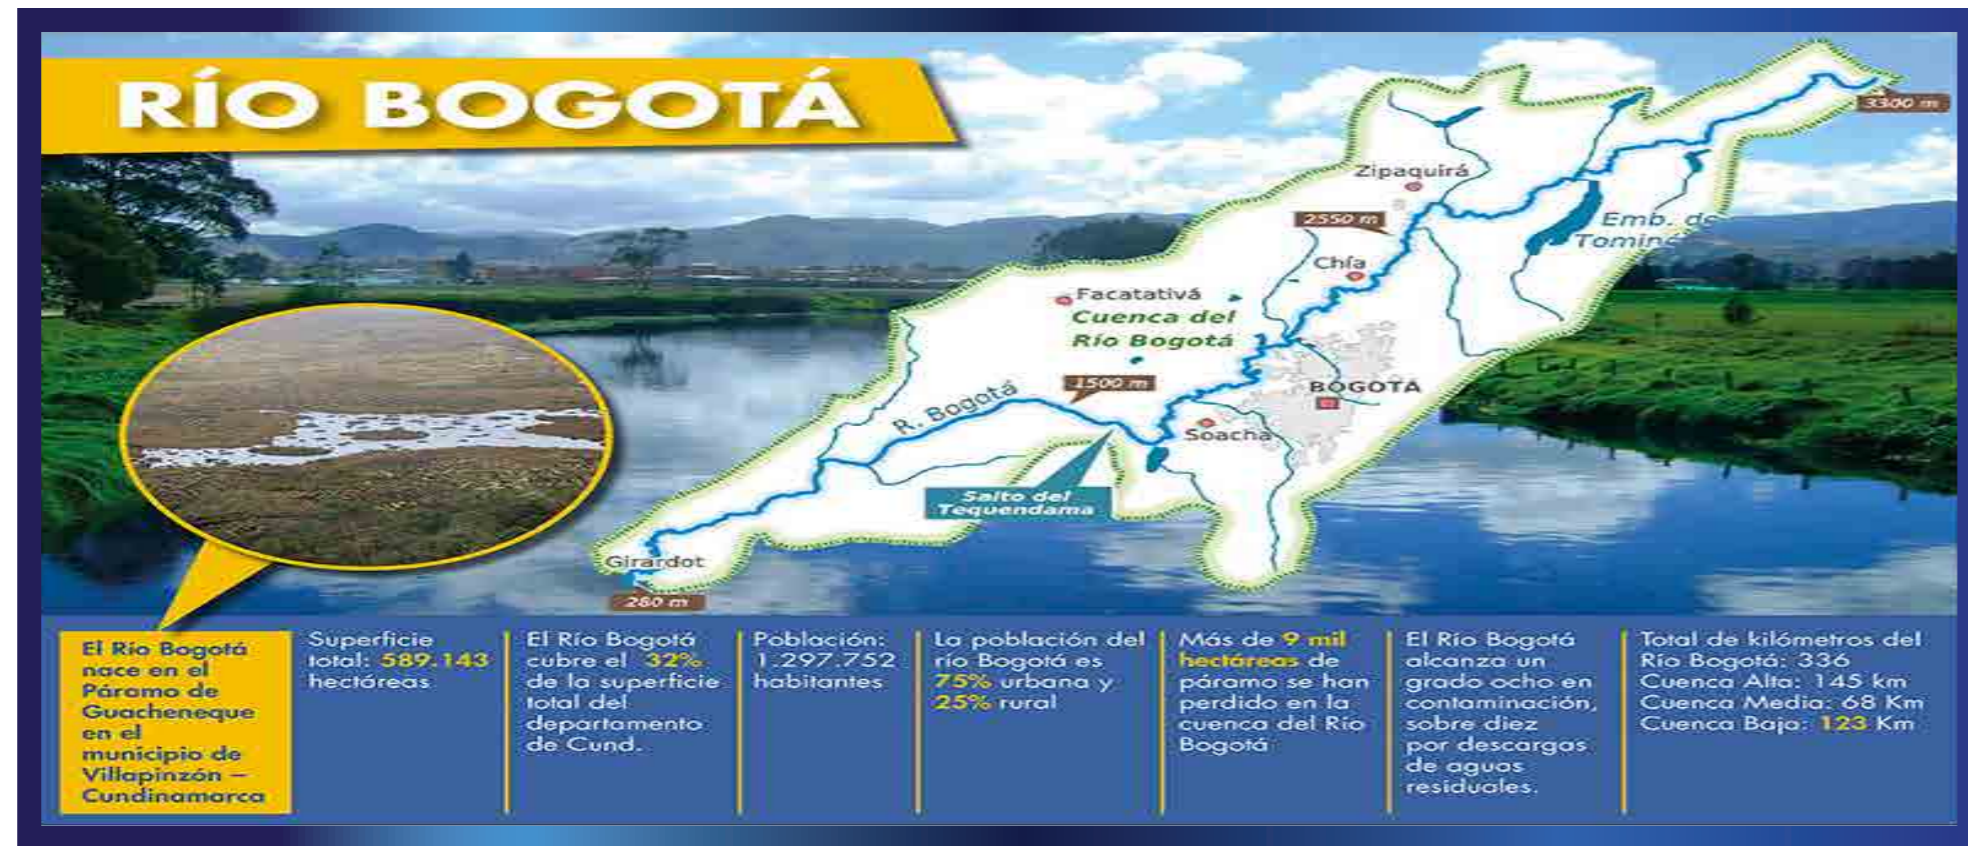 RÍO BOGOTÁ
3300 m
Zipaquirá
2550 m
Emb. de
Tominé
Chía
Facatativá
Cuenca del
Río Bogotá
1500 m
R. Bogotá
BOGOTÁ
Soacha
Salto del
Tequendama
Girardot
280 m
El Río Bogotá
nace en el
Páramo de
Guacheneque
en el
municipio de
Villapinzón –
Cundinamarca
Superficie
total: 589.143
hectáreas
El Río Bogotá
cubre el 32%
de la superficie
total del
departamento
de Cund.
Población:
1.297.752
habitantes
La población del
río Bogotá es
75% urbana y
25% rural
Más de 9 mil
hectáreas de
páramo se han
perdido en la
cuenca del Río
Bogotá
El Río Bogotá
alcanza un
grado ocho en
contaminación,
sobre diez
por descargas
de aguas
residuales.
Total de kilómetros del
Río Bogotá: 336
Cuenca Alta: 145 km
Cuenca Media: 68 Km
Cuenca Baja: 123 Km